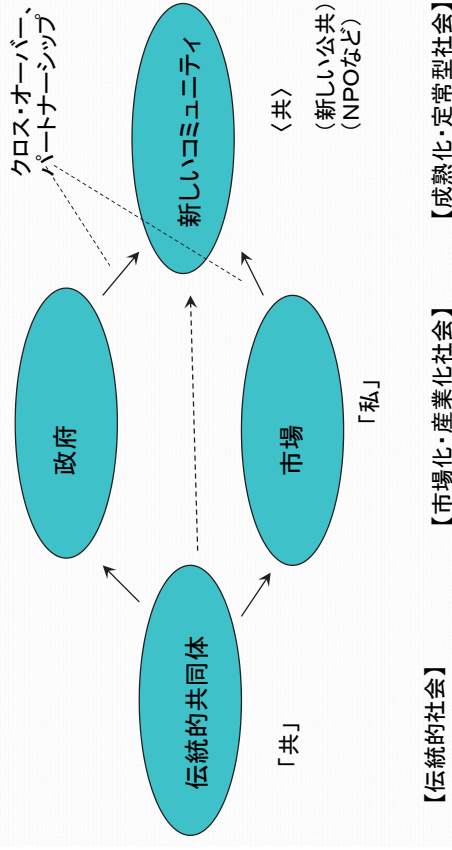 クロス・オーバー、
パートナーシップ
政府
伝統的共同体
新しいコミュニティ
市場
「共」
「私」
〈共〉
(新しい公共)
(NPOなど)
【伝統的社会】
【市場化・産業化社会】
【成熟化・定常型社会】